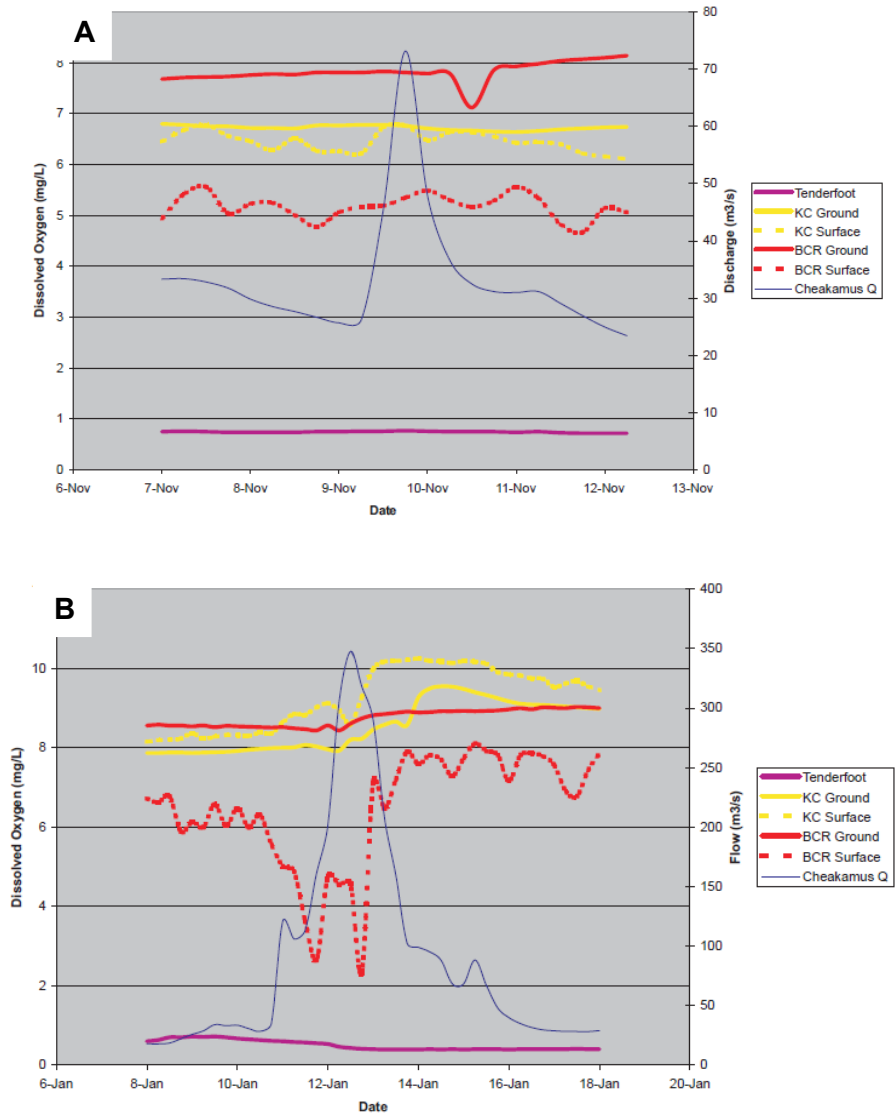 A
Dissolved Oxygen (mg/L)
8
7
6
5
4
3
2
1
0
80
70
60
50
40
30
20
10
0
Discharge (m3/s)
6-Nov 7-Nov 8-Nov 9-Nov 10-Nov 11-Nov 12-Nov 13-Nov
Date
Tenderfoot
KC Ground
KC Surface
BCR Ground
BCR Surface
Cheakamus Q
B
Dissolved Oxygen (mg/L)
10
8
6
4
2
0
400
350
300
250
200
150
100
50
0
Flow (m3/s)
6-Jan 8-Jan 10-Jan 12-Jan 14-Jan 16-Jan 18-Jan 20-Jan
Date
Tenderfoot
KC Ground
KC Surface
BCR Ground
BCR Surface
Cheakamus Q